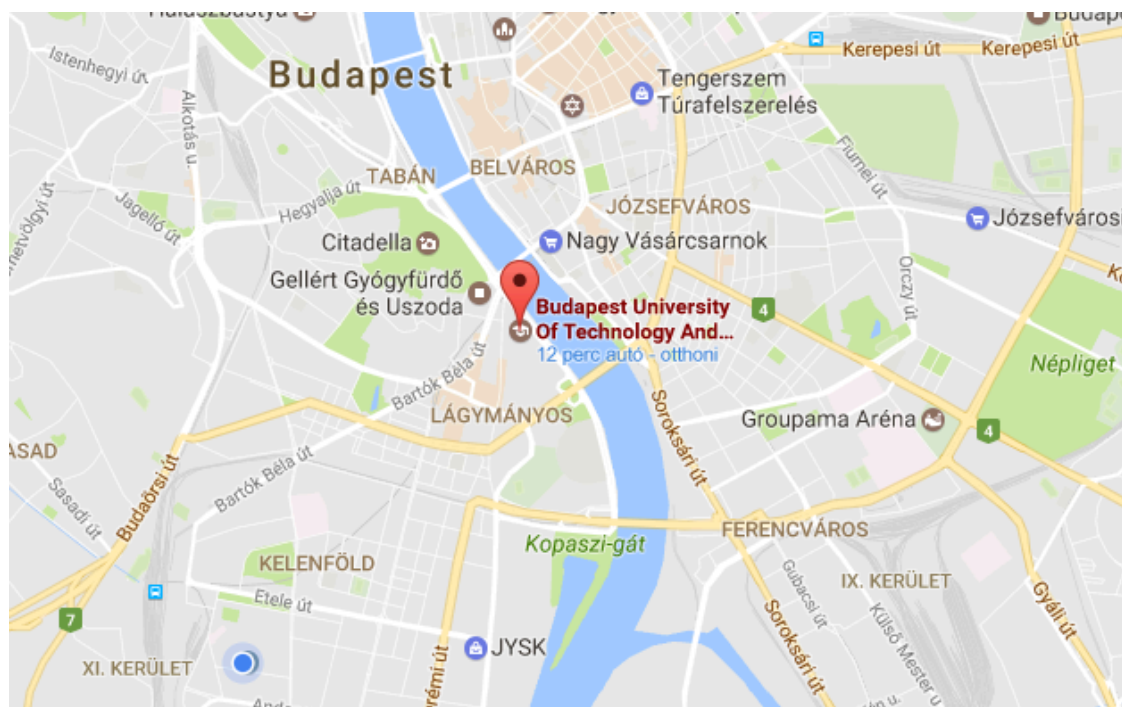 Kerepesi út
Kerepesi út
Istenhegyi út
Budapest
Tengerszem
Túrafelszerelés
Alkotás u.
Fiumei út
BELVÁROS
TABÁN
Hegyalja út
Jagelló út
JÓZSEFVÁROS
Józsefvárosi
Citadella
Nagy Vásárcsarnok
Orczy út
Gellért Gyógyfürdő
és Uszoda
Budapest University
Of Technology And...
12 perc autó - otthoni
4
Népliget
Bartók Béla út
LÁGYMÁNYOS
Soroksári út
Groupama Aréna
4
ASAD
Sasadi út
Budaörsi út
Bartók Béla út
FERENCVÁROS
Kopaszi-gát
KELENFÖLD
Gubacsi út
IX. KERÜLET
Etele út
Soroksári út
Külső Mester u
Gyáli út
7
JYSK
XI. KERÜLET